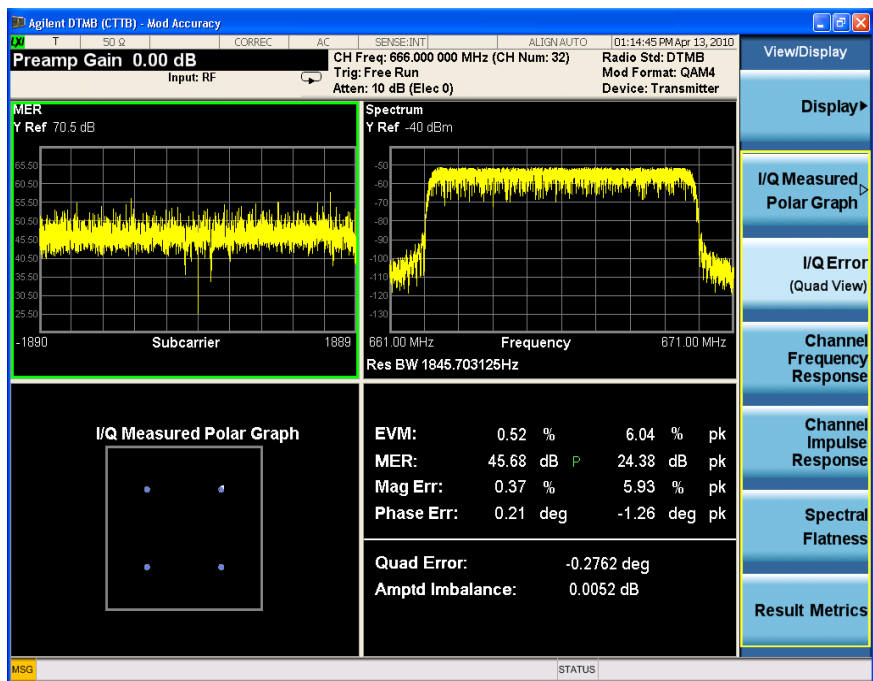 Agilent DTMB (CTTB) - Mod Accuracy
LXI T 50 Ω CORREC AC SENSE:INT ALIGN AUTO 01:14:45 PM Apr 13, 2010
Preamp Gain 0.00 dB
Input: RF
CH Freq: 666.000 000 MHz (CH Num: 32)
Trig: Free Run
Atten: 10 dB (Elec 0)
Radio Std: DTMB
Mod Format: QAM4
Device: Transmitter
MER
Y Ref 70.5 dB
65.50
60.50
55.50
50.50
45.50
40.50
35.50
30.50
25.50
-1890 Subcarrier 1889
Spectrum
Y Ref -40 dBm
-50
-60
-70
-80
-90
-100
-110
-120
-130
661.00 MHz Frequency 671.00 MHz
Res BW 1845.703125Hz
I/Q Measured Polar Graph
EVM: 0.52 % 6.04 % pk
MER: 45.68 dB P 24.38 dB pk
Mag Err: 0.37 % 5.93 % pk
Phase Err: 0.21 deg -1.26 deg pk
Quad Error: -0.2762 deg
Amptd Imbalance: 0.0052 dB
View/Display
Display
I/Q Measured
Polar Graph
I/Q Error
(Quad View)
Channel
Frequency
Response
Channel
Impulse
Response
Spectral
Flatness
Result Metrics
MSG STATUS